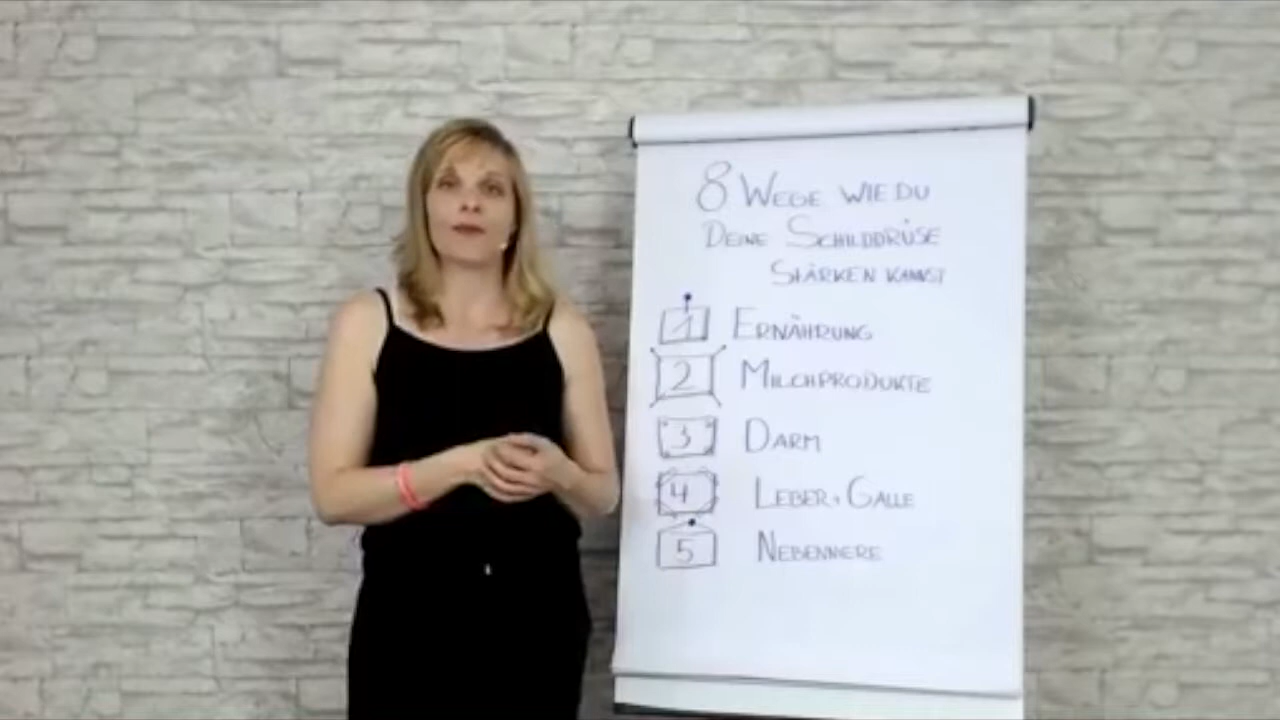 8 WEGE WIE DU
DEINE SCHILDDRÜSE
STÄRKEN KANNST
1 ERNÄHRUNG
2 MILCHPRODUKTE
3 DARM
4 LEBER + GALLE
5 NEBENNIERE